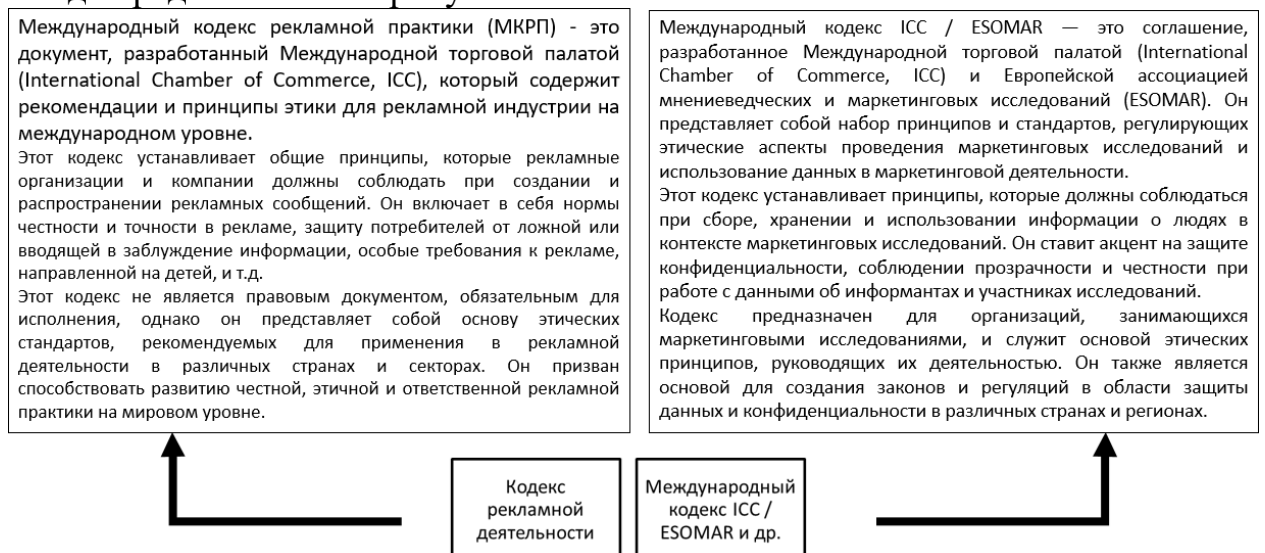 Международный кодекс рекламной практики (МКРП) - это
документ, разработанный Международной торговой палатой
(International Chamber of Commerce, ICC), который содержит
рекомендации и принципы этики для рекламной индустрии на
международном уровне.
Этот кодекс устанавливает общие принципы, которые рекламные
организации и компании должны соблюдать при создании и
распространении рекламных сообщений. Он включает в себя нормы
честности и точности в рекламе, защиту потребителей от ложной или
вводящей в заблуждение информации, особые требования к рекламе,
направленной на детей, и т.д.
Этот кодекс не является правовым документом, обязательным для
исполнения, однако он представляет собой основу этических
стандартов, рекомендуемых для применения в рекламной
деятельности в различных странах и секторах. Он призван
способствовать развитию честной, этичной и ответственной рекламной
практики на мировом уровне.
Международный кодекс ICC / ESOMAR — это соглашение,
разработанное Международной торговой палатой (International
Chamber of Commerce, ICC) и Европейской ассоциацией
мнениеведческих и маркетинговых исследований (ESOMAR). Он
представляет собой набор принципов и стандартов, регулирующих
этические аспекты проведения маркетинговых исследований и
использование данных в маркетинговой деятельности.
Этот кодекс устанавливает принципы, которые должны соблюдаться
при сборе, хранении и использовании информации о людях в
контексте маркетинговых исследований. Он ставит акцент на защите
конфиденциальности, соблюдении прозрачности и честности при
работе с данными об информантах и участниках исследований.
Кодекс предназначен для организаций, занимающихся
маркетинговыми исследованиями, и служит основой этических
принципов, руководящих их деятельностью. Он также является
основой для создания законов и регуляций в области защиты
данных и конфиденциальности в различных странах и регионах.
Кодекс
рекламной
деятельности
Международный
кодекс ICC /
ESOMAR и др.